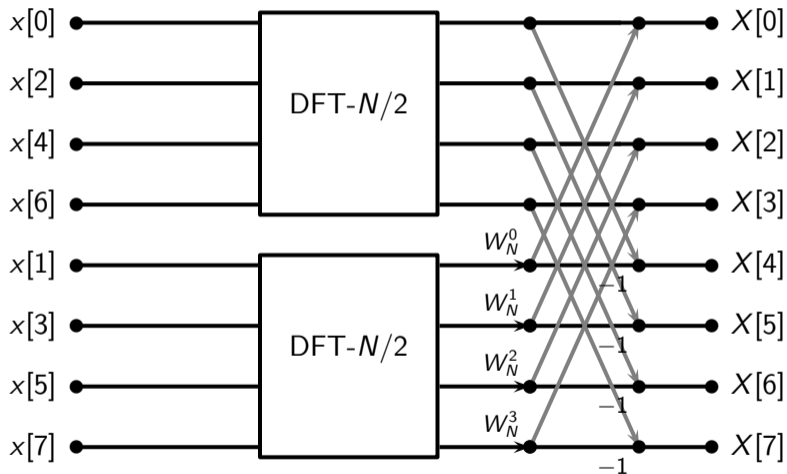 x[0] X[0]
x[2] X[1]
DFT-N/2
x[4] X[2]
x[6] X[3]
W_N^0
x[1] X[4]
−1
W_N^1
x[3] X[5]
DFT-N/2
−1
W_N^2
x[5] X[6]
−1
W_N^3
x[7] X[7]
−1